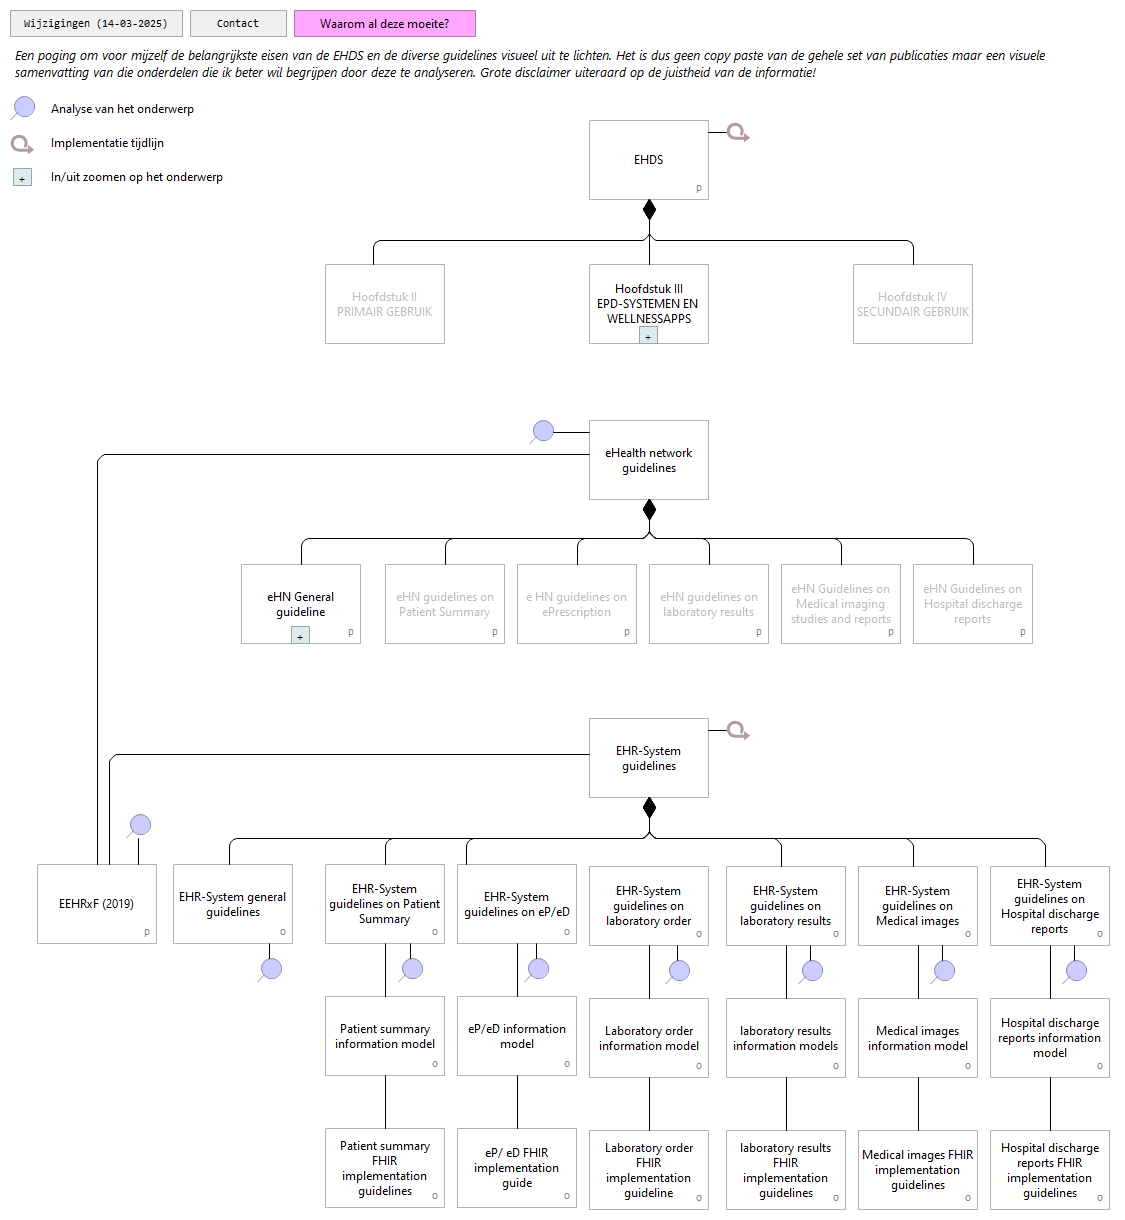 Wijzigingen (14-03-2025)
Contact
Waarom al deze moeite?
Een poging om voor mijzelf de belangrijkste eisen van de EHDS en de diverse guidelines visueel uit te lichten. Het is dus geen copy paste van de gehele set van publicaties maar een visuele
samenvatting van die onderdelen die ik beter wil begrijpen door deze te analyseren. Grote disclaimer uiteraard op de juistheid van de informatie!
Analyse van het onderwerp
Implementatie tijdlijn
+
In/uit zoomen op het onderwerp
EHDS
p
Hoofdstuk II
PRIMAIR GEBRUIK
Hoofdstuk III
EPD-SYSTEMEN EN
WELLNESSAPPS
+
Hoofdstuk IV
SECUNDAIR GEBRUIK
eHealth network
guidelines
eHN General
guideline
+
p
eHN guidelines on
Patient Summary
p
e HN guidelines on
ePrescription
p
eHN guidelines on
laboratory results
p
eHN Guidelines on
Medical imaging
studies and reports
p
eHN Guidelines on
Hospital discharge
reports
p
EHR-System
guidelines
EEHRxF (2019)
p
EHR-System general
guidelines
o
EHR-System
guidelines on Patient
Summary
o
EHR-System
guidelines on eP/eD
o
EHR-System
guidelines on
laboratory order
o
EHR-System
guidelines on
laboratory results
o
EHR-System
guidelines on
Medical images
o
EHR-System
guidelines on
Hospital discharge
reports
o
Patient summary
information model
o
eP/eD information
model
o
Laboratory order
information model
o
laboratory results
information models
o
Medical images
information model
o
Hospital discharge
reports information
model
o
Patient summary
FHIR
implementation
guidelines
o
eP/ eD FHIR
implementation
guide
o
Laboratory order
FHIR
implementation
guideline
o
laboratory results
FHIR
implementation
guidelines
o
Medical images FHIR
implementation
guidelines
o
Hospital discharge
reports FHIR
implementation
guidelines
o